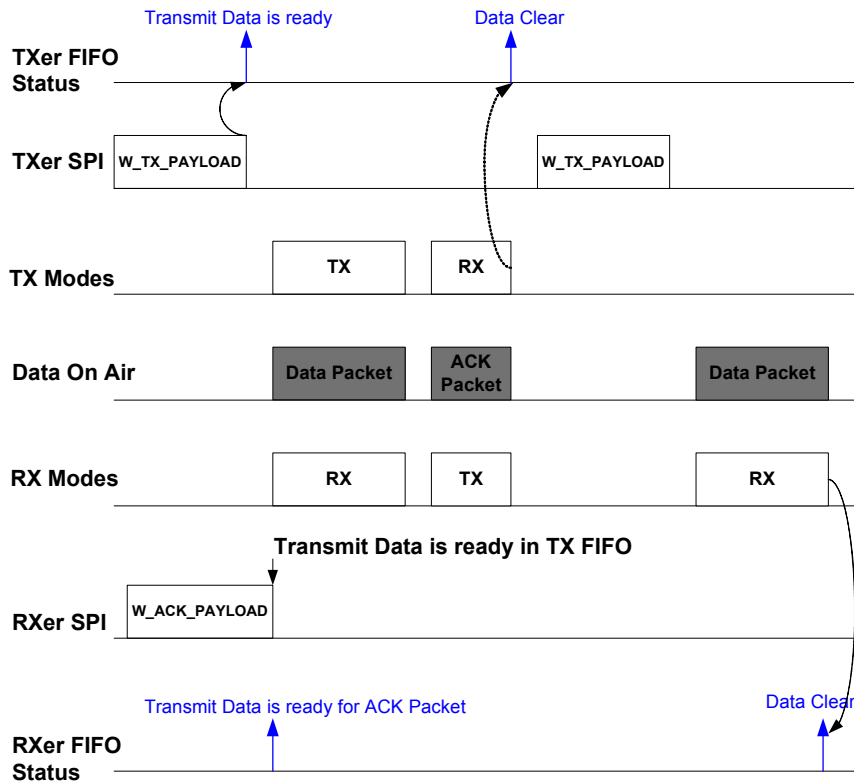 Transmit Data is ready
Data Clear
TXer FIFO
Status
TXer SPI
W_TX_PAYLOAD
W_TX_PAYLOAD
TX Modes
TX
RX
Data On Air
Data Packet
ACK
Packet
Data Packet
RX Modes
RX
TX
RX
Transmit Data is ready in TX FIFO
RXer SPI
W_ACK_PAYLOAD
Transmit Data is ready for ACK Packet
Data Clear
RXer FIFO
Status